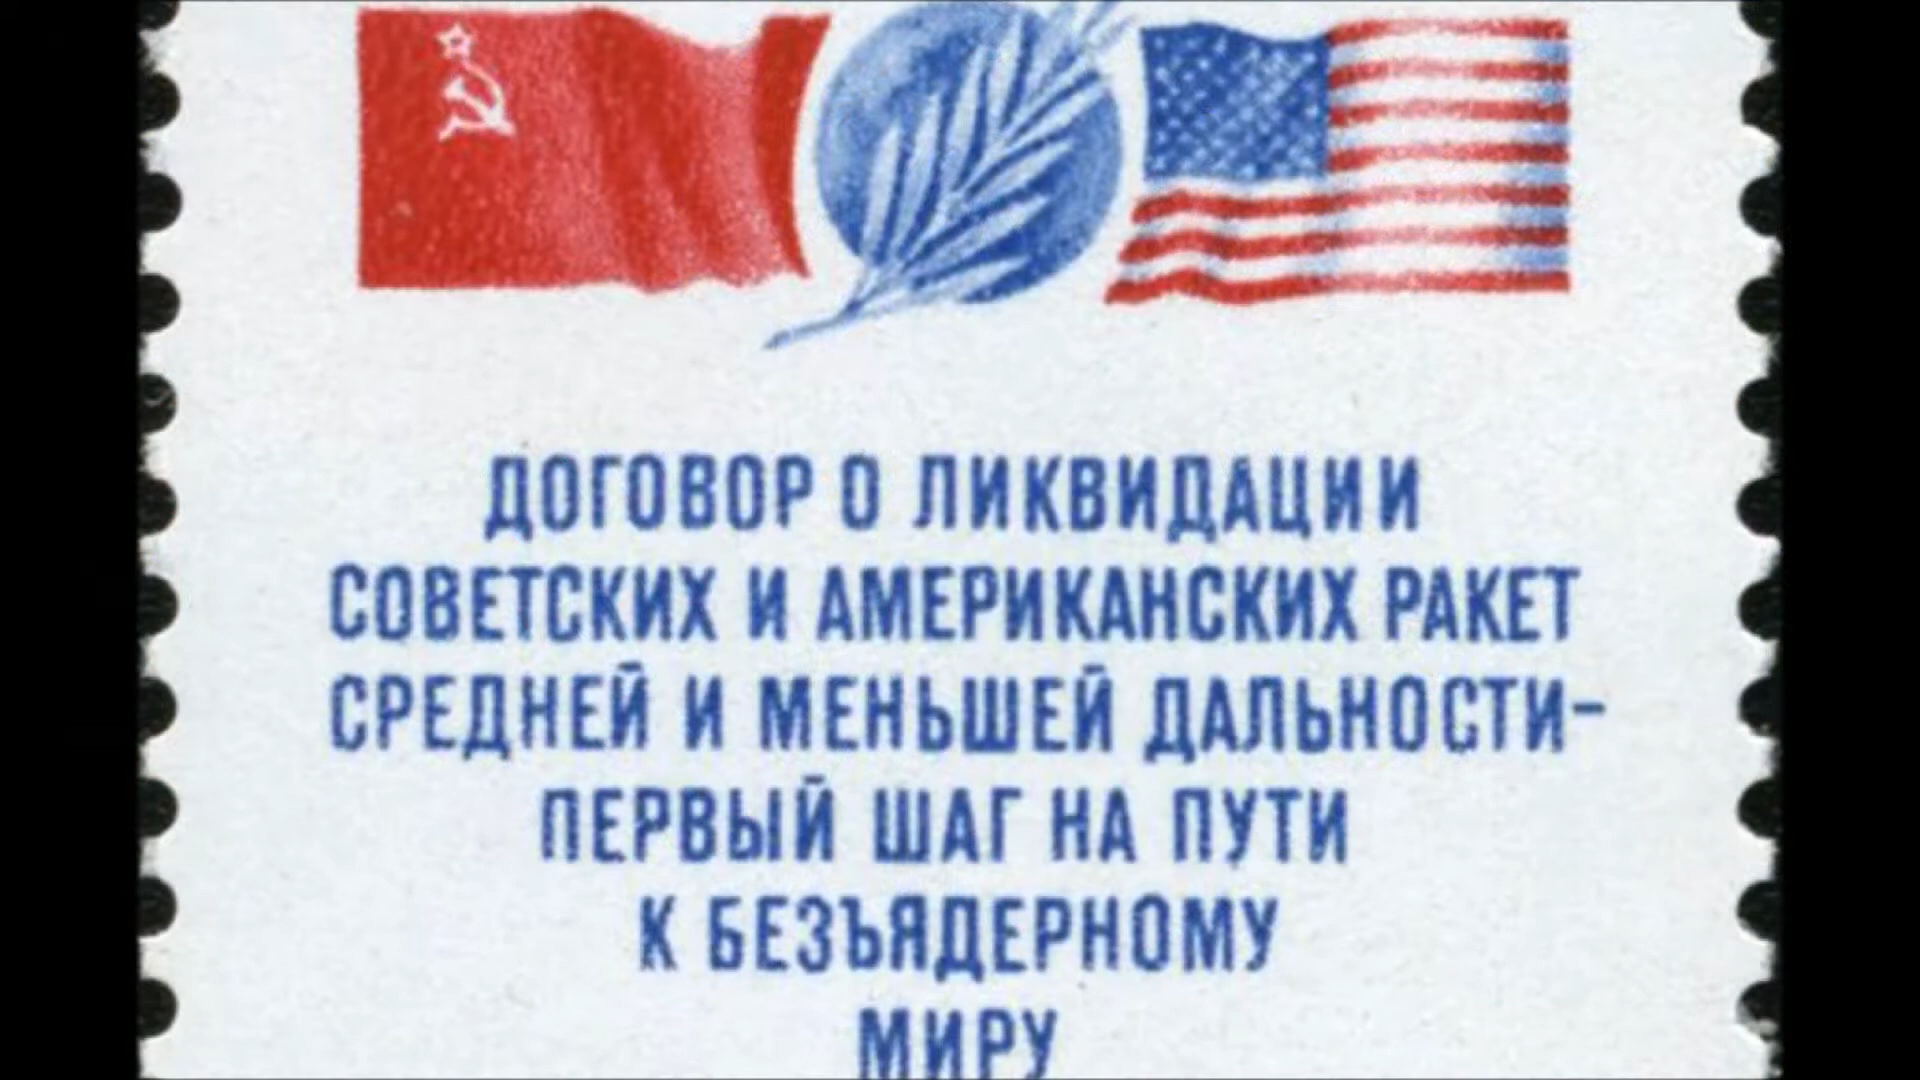 ДОГОВОР О ЛИКВИДАЦИИ
СОВЕТСКИХ И АМЕРИКАНСКИХ РАКЕТ
СРЕДНЕЙ И МЕНЬШЕЙ ДАЛЬНОСТИ-
ПЕРВЫЙ ШАГ НА ПУТИ
К БЕЗЪЯДЕРНОМУ
МИРУ